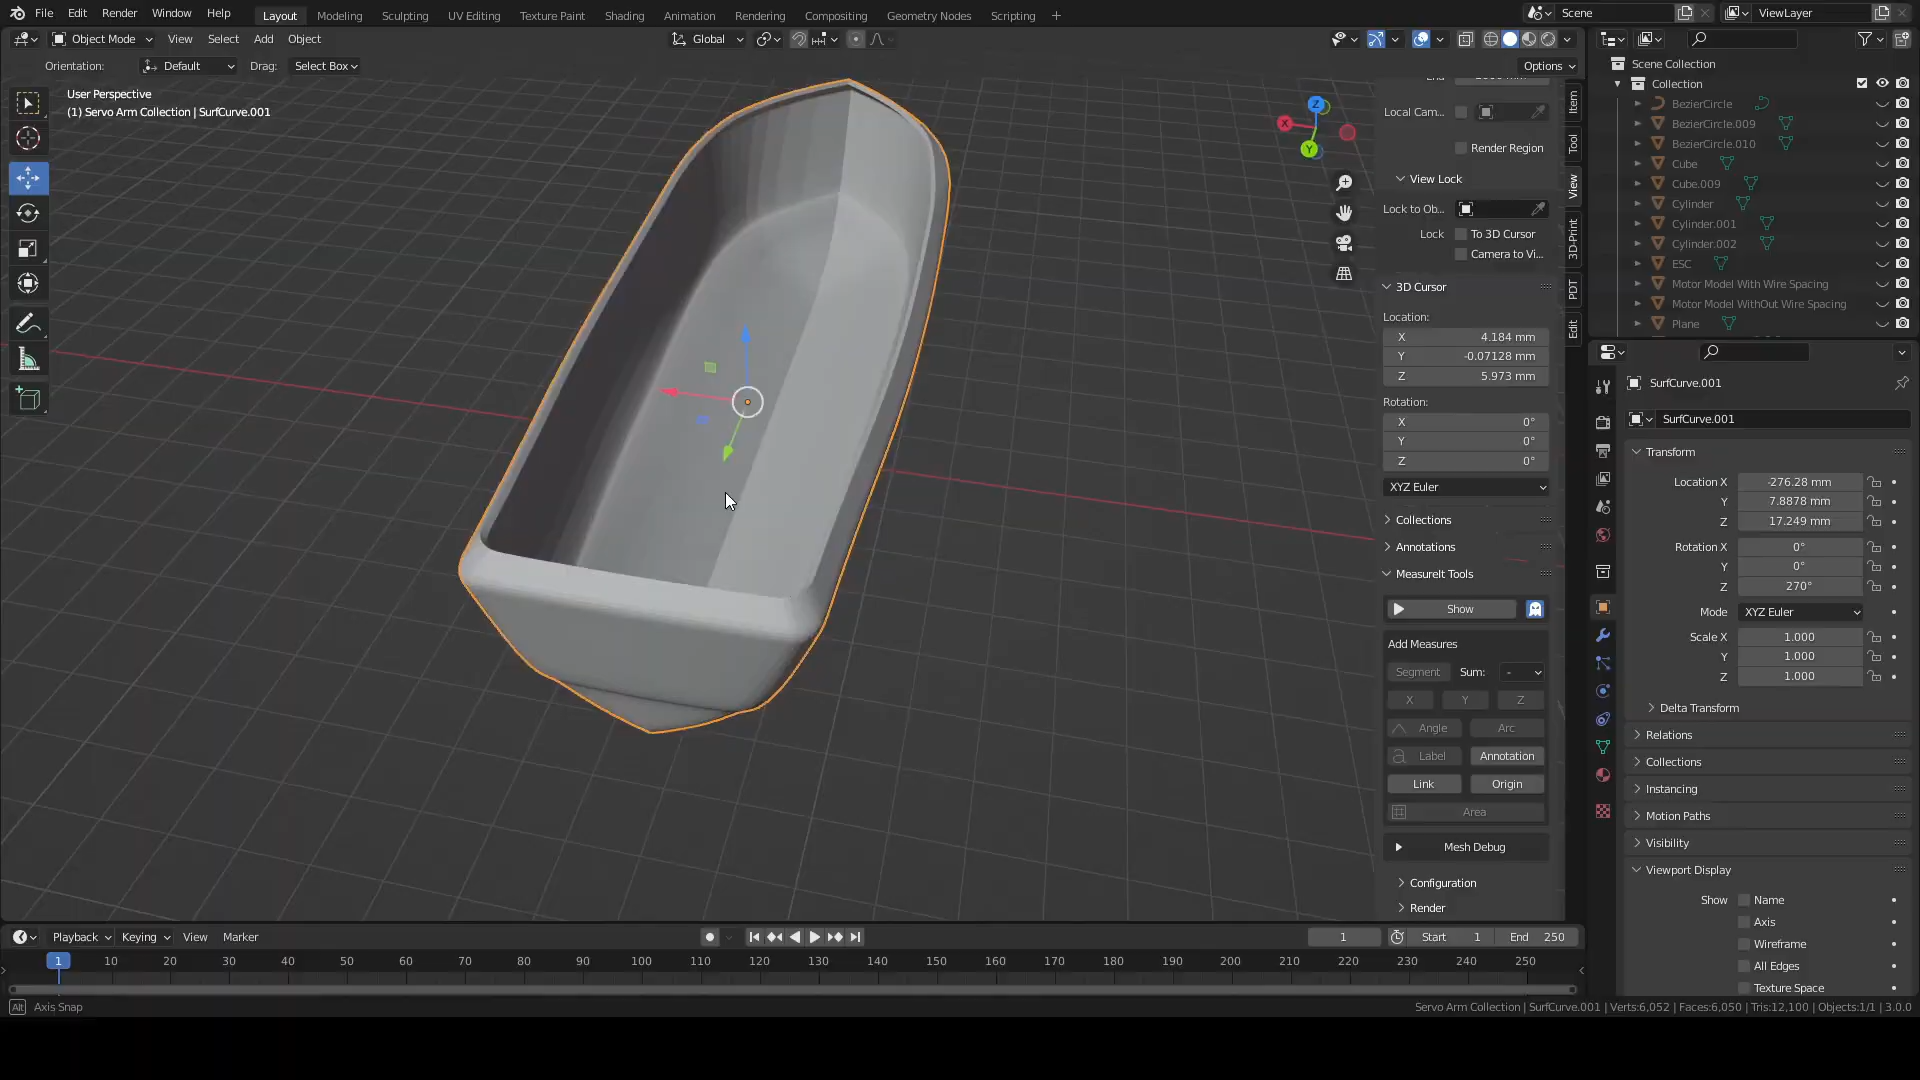 File Edit Render Window Help Layout Modeling Sculpting UV Editing Texture Paint Shading Animation Rendering Compositing Geometry Nodes Scripting + Scene ViewLayer
Object Mode View Select Add Object Global
Orientation: Default Drag: Select Box Options
User Perspective
(1) Servo Arm Collection | SurfCurve.001
Z
X
Y
Local Cam...
Render Region
View Lock
Lock to Ob...
Lock To 3D Cursor
Camera to Vi...
3D Cursor
Location:
X 4.184 mm
Y -0.07128 mm
Z 5.973 mm
Rotation:
X 0°
Y 0°
Z 0°
XYZ Euler
Collections
Annotations
MeasureIt Tools
Show
Add Measures
Segment Sum: -
X Y Z
Angle Arc
Label Annotation
Link Origin
Area
Mesh Debug
Configuration
Render
Item
Tool
View
3D-Print
PDT
Edit
Scene Collection
Collection
BezierCircle
BezierCircle.009
BezierCircle.010
Cube
Cube.009
Cylinder
Cylinder.001
Cylinder.002
ESC
Motor Model With Wire Spacing
Motor Model WithOut Wire Spacing
Plane
SurfCurve.001
SurfCurve.001
Transform
Location X -276.28 mm
Y 7.8878 mm
Z 17.249 mm
Rotation X 0°
Y 0°
Z 270°
Mode XYZ Euler
Scale X 1.000
Y 1.000
Z 1.000
Delta Transform
Relations
Collections
Instancing
Motion Paths
Visibility
Viewport Display
Show Name
Axis
Wireframe
All Edges
Texture Space
Playback Keying View Marker 1 Start 1 End 250
1 10 20 30 40 50 60 70 80 90 100 110 120 130 140 150 160 170 180 190 200 210 220 230 240 250
Alt Axis Snap Servo Arm Collection | SurfCurve.001 | Verts:6,052 | Faces:6,050 | Tris:12,100 | Objects:1/1 | 3.0.0